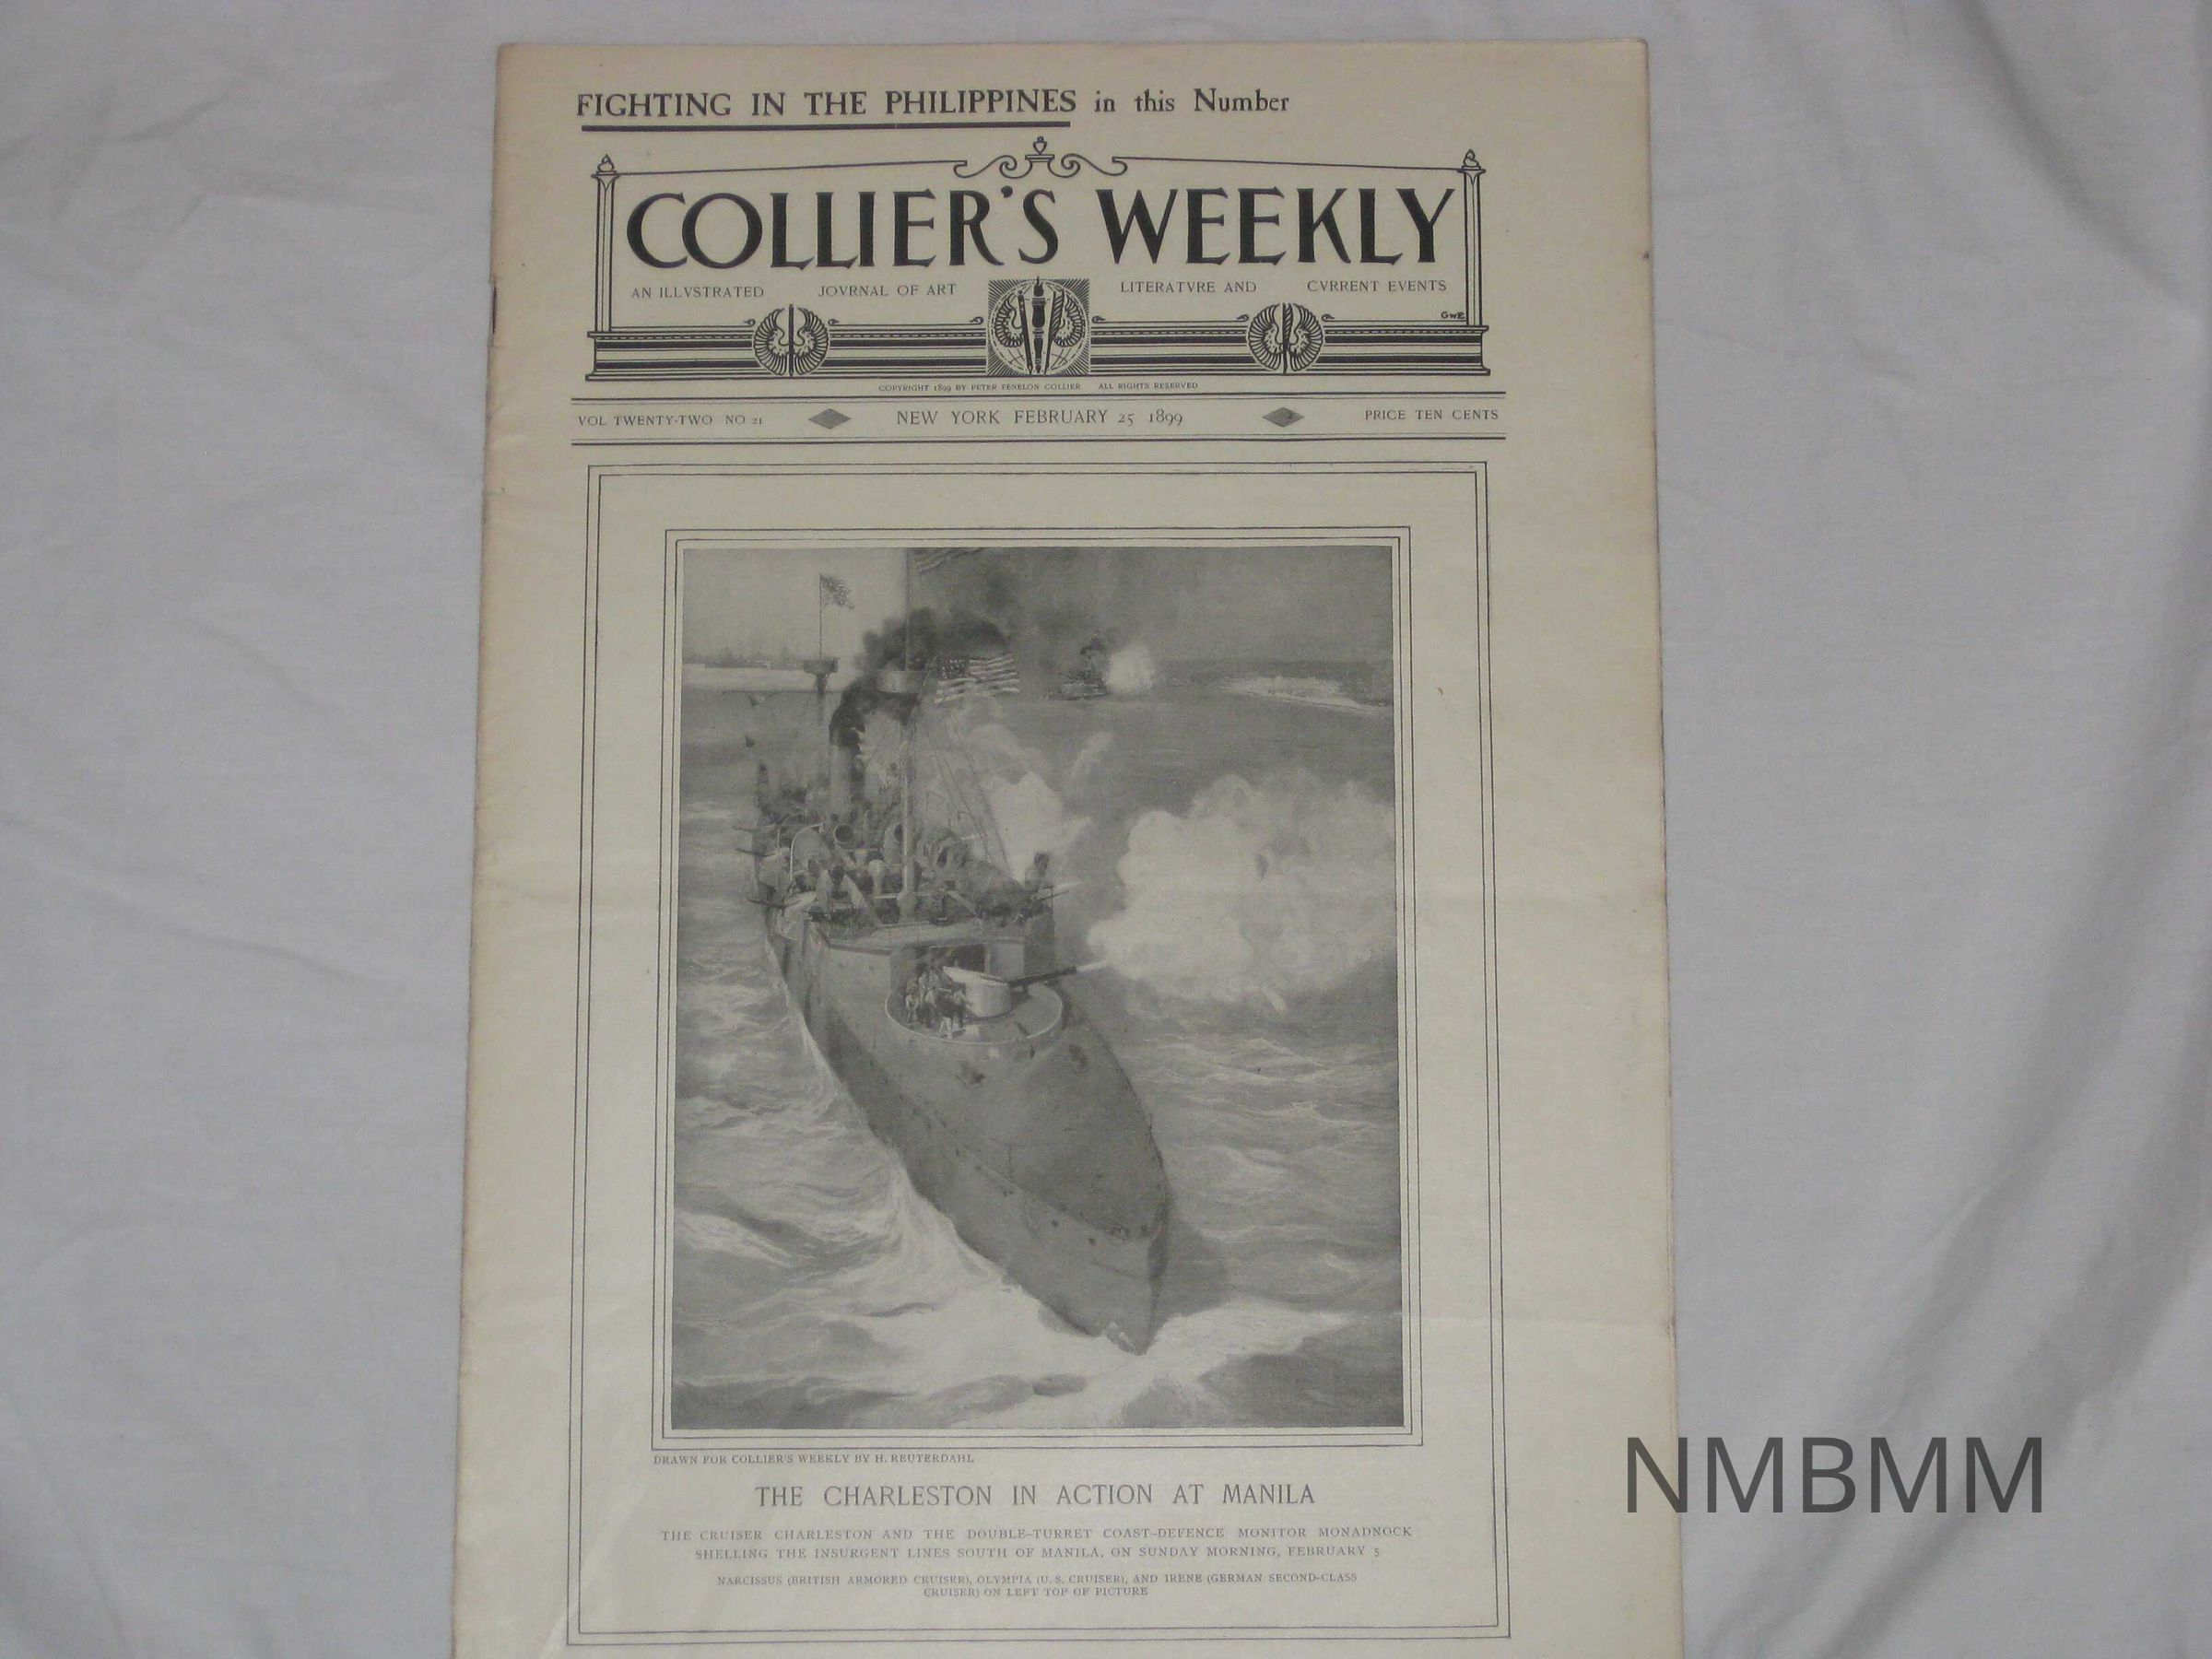 FIGHTING IN THE PHILIPPINES in this Number
COLLIER'S WEEKLY
AN ILLVSTRATED JOVRNAL OF ART LITERATVRE AND CVRRENT EVENTS
GWE
COPYRIGHT 1899 BY PETER FENELON COLLIER ALL RIGHTS RESERVED
VOL TWENTY-TWO NO 21 NEW YORK FEBRUARY 25 1899 PRICE TEN CENTS
DRAWN FOR COLLIER'S WEEKLY BY H. REUTERDAHL
THE CHARLESTON IN ACTION AT MANILA
THE CRUISER CHARLESTON AND THE DOUBLE-TURRET COAST-DEFENCE MONITOR MONADNOCK
SHELLING THE INSURGENT LINES SOUTH OF MANILA, ON SUNDAY MORNING, FEBRUARY 5
NARCISSUS (BRITISH ARMORED CRUISER), OLYMPIA (U. S. CRUISER), AND IRENE (GERMAN SECOND-CLASS
CRUISER) ON LEFT TOP OF PICTURE
NMBMM